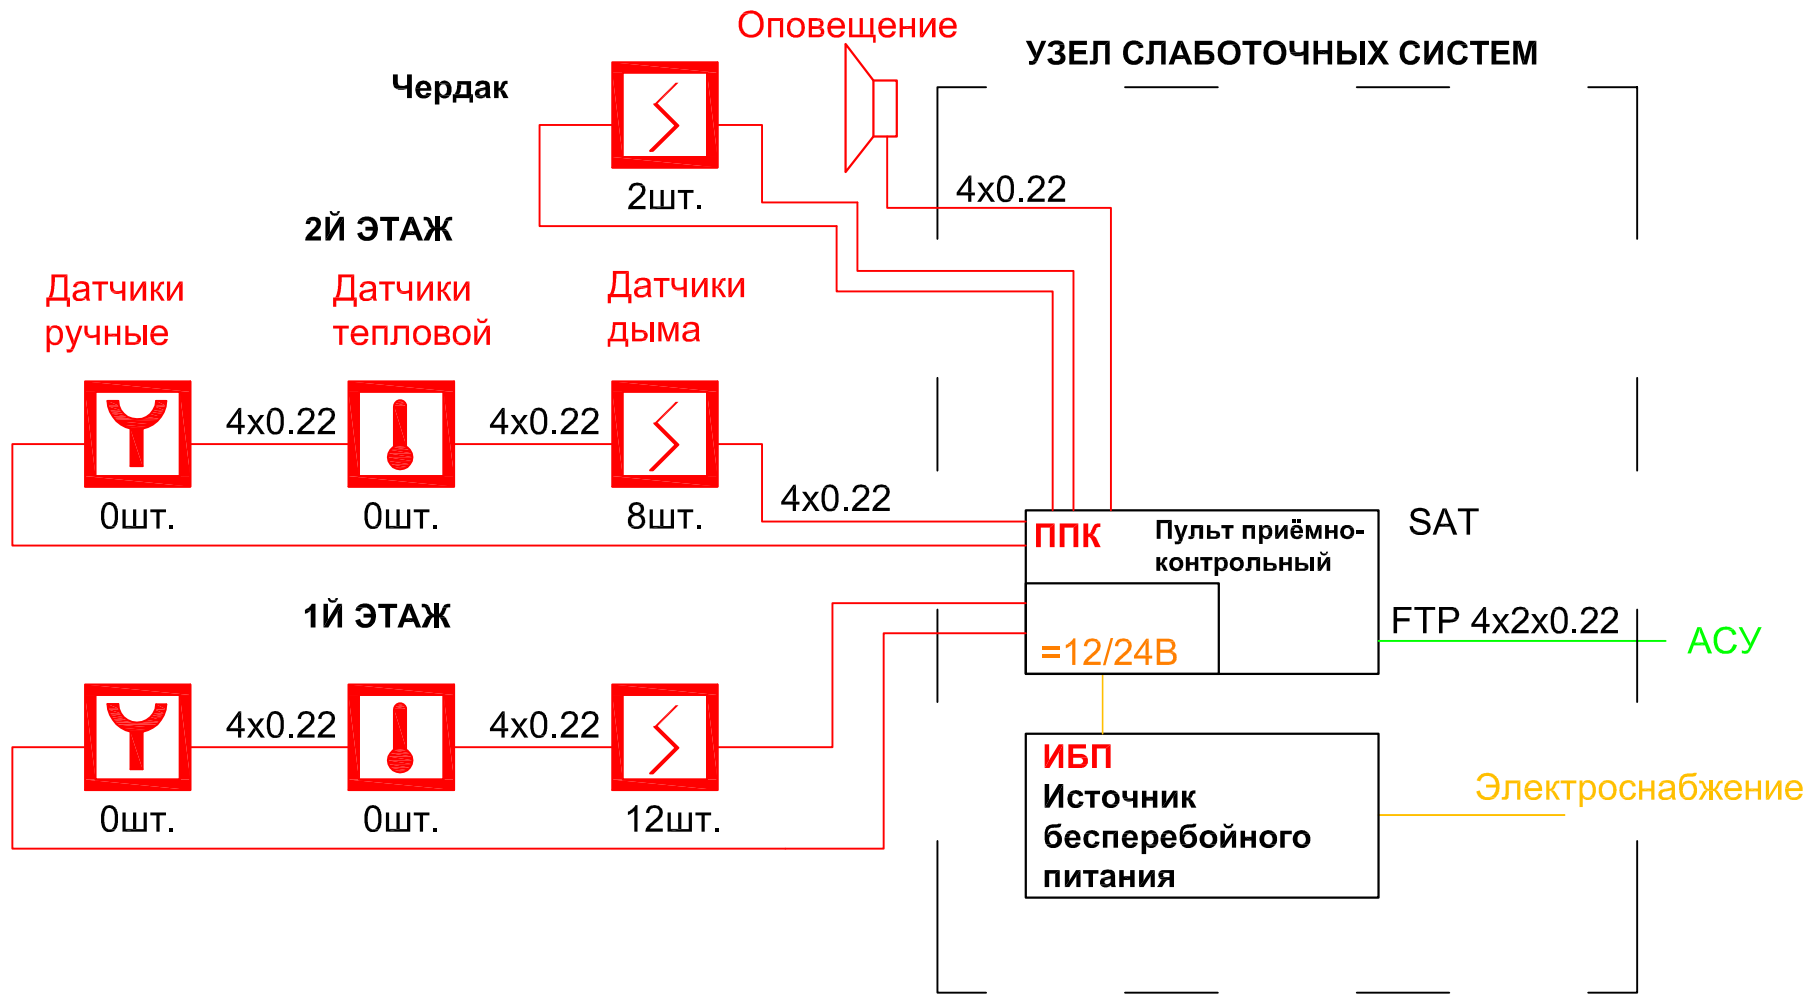 Оповещение
УЗЕЛ СЛАБОТОЧНЫХ СИСТЕМ
Чердак
2шт.
4x0.22
2Й ЭТАЖ
Датчики
ручные
Датчики
тепловой
Датчики
дыма
4x0.22
4x0.22
0шт.
0шт.
8шт.
4x0.22
ППК
Пульт приёмно-
контрольный
SAT
=12/24В
FTP 4x2x0.22
АСУ
1Й ЭТАЖ
4x0.22
4x0.22
0шт.
0шт.
12шт.
ИБП
Источник
бесперебойного
питания
Электроснабжение